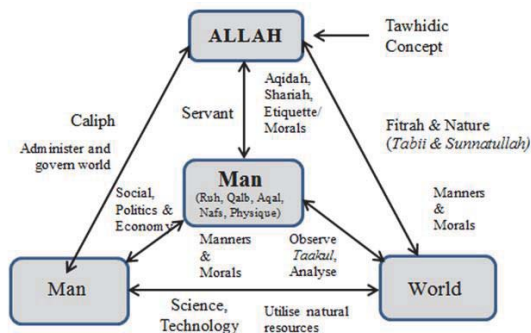 ALLAH
Tawhidic
Concept
Caliph
Administer and
govern world
Servant
Aqidah,
Shariah,
Etiquette/
Morals
Fitrah & Nature
(Tabii & Sunnatullah)
Man
(Ruh, Qalb, Aqal,
Nafs, Physique)
Social,
Politics &
Economy
Manners
&
Morals
Observe
Taakul,
Analyse
Manners
&
Morals
Man
World
Science,
Technology
Utilise natural
resources